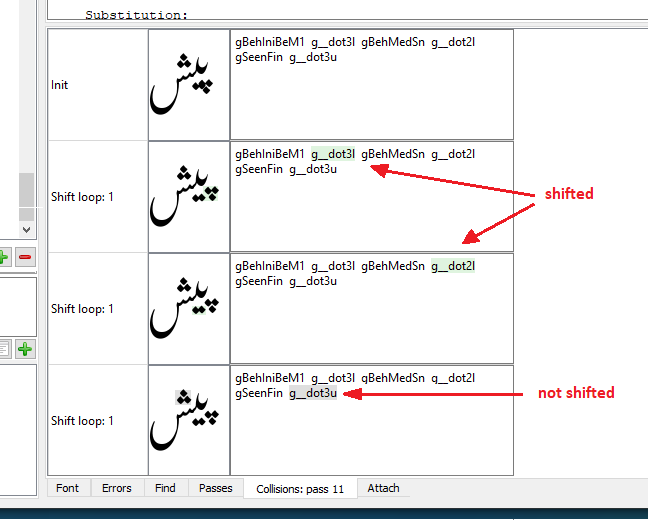 Substitution:
Init
پیش
gBehIniBeM1 g__dot3l gBehMedSn g__dot2l
gSeenFin g__dot3u
Shift loop: 1
پیش
gBehIniBeM1 g__dot3l gBehMedSn g__dot2l
gSeenFin g__dot3u
shifted
Shift loop: 1
پیش
gBehIniBeM1 g__dot3l gBehMedSn g__dot2l
gSeenFin g__dot3u
Shift loop: 1
پیش
gBehIniBeM1 g__dot3l gBehMedSn g__dot2l
gSeenFin g__dot3u
not shifted
Font Errors Find Passes Collisions: pass 11 Attach